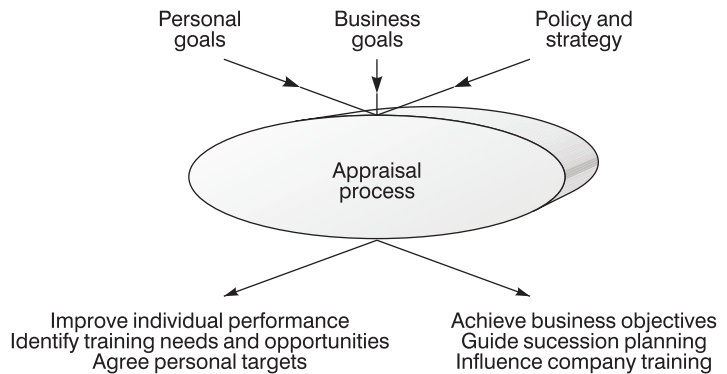 Personal
goals
Business
goals
Policy and
strategy
Appraisal
process
Improve individual performance
Identify training needs and opportunities
Agree personal targets
Achieve business objectives
Guide sucession planning
Influence company training